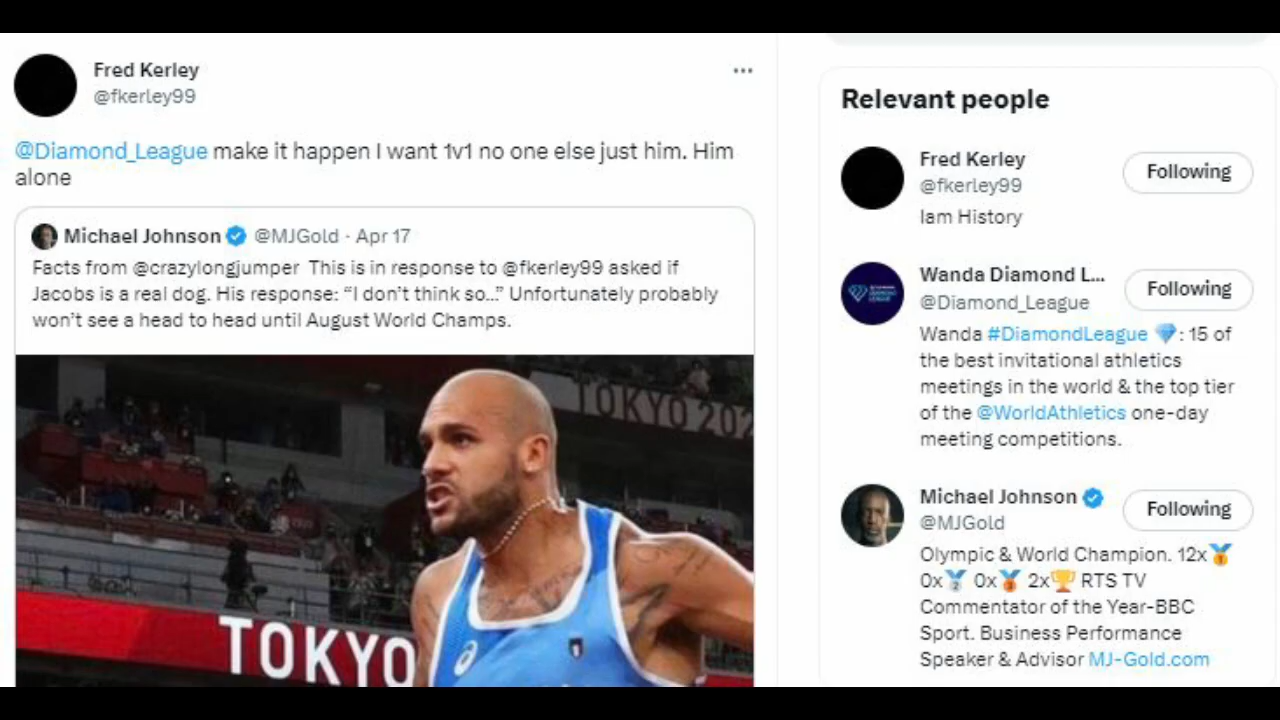 Fred Kerley
@fkerley99
@Diamond_League make it happen I want 1v1 no one else just him. Him
alone
Michael Johnson @MJGold · Apr 17
Facts from @crazylongjumper This is in response to @fkerley99 asked if
Jacobs is a real dog. His response: “I don’t think so...” Unfortunately probably
won’t see a head to head until August World Champs.
TOKYO 202
TOKYO
Relevant people
Fred Kerley
Following
@fkerley99
Iam History
Wanda Diamond L...
Following
@Diamond_League
Wanda #DiamondLeague 💎: 15 of
the best invitational athletics
meetings in the world & the top tier
of the @WorldAthletics one-day
meeting competitions.
Michael Johnson
Following
@MJGold
Olympic & World Champion. 12x🥇
0x🥈 0x🥉 2x🏆 RTS TV
Commentator of the Year-BBC
Sport. Business Performance
Speaker & Advisor MJ-Gold.com